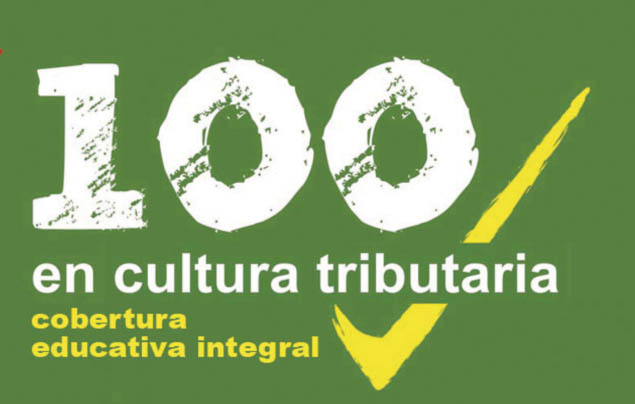 100
en cultura tributaria
cobertura
educativa integral